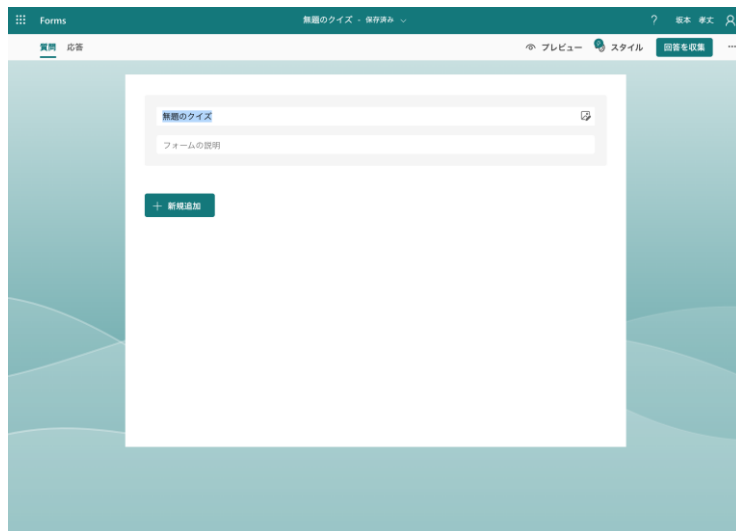 Forms
無題のクイズ - 保存済み
? 坂本 孝文
質問 応答
プレビュー スタイル 回答を収集 ...
無題のクイズ
フォームの説明
+ 新規追加